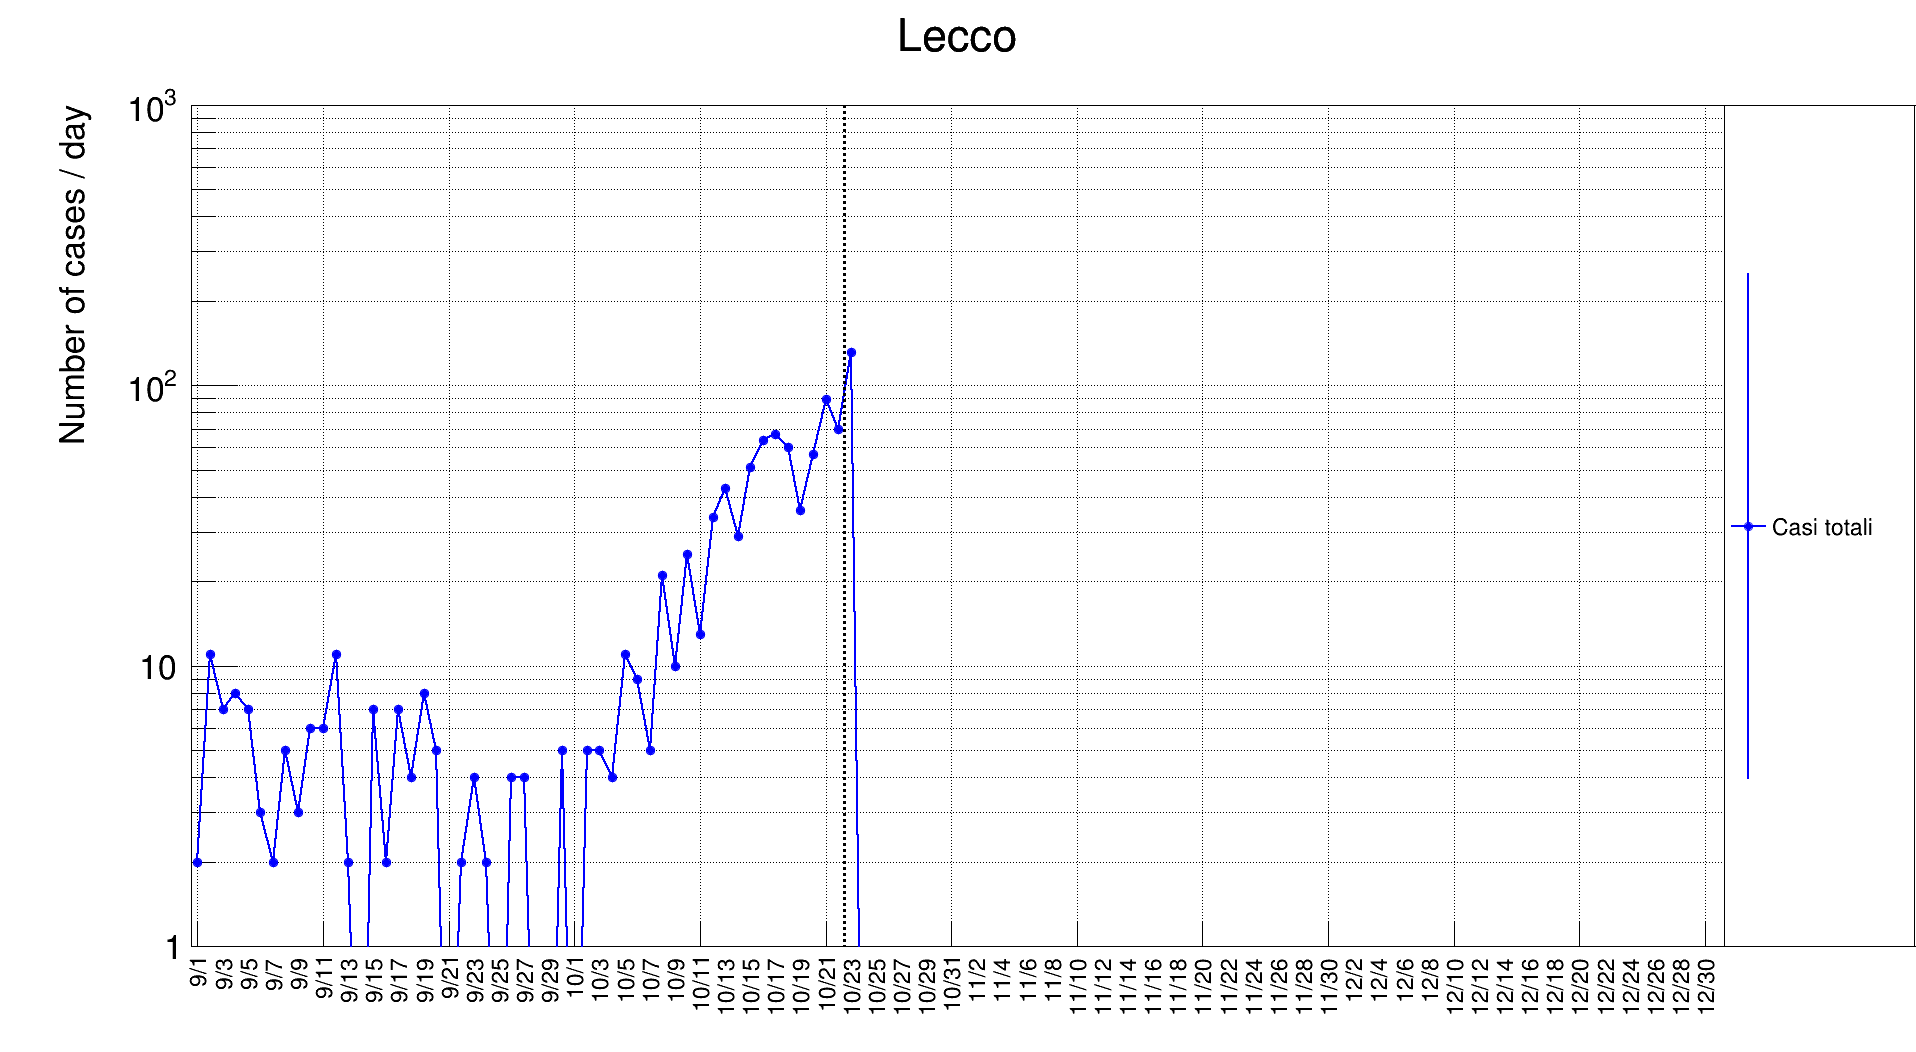 Lecco
Number of cases / day
10³
10²
10
1
9/1 9/3 9/5 9/7 9/9 9/11 9/13 9/15 9/17 9/19 9/21 9/23 9/25 9/27 9/29 10/1 10/3 10/5 10/7 10/9 10/11 10/13 10/15 10/17 10/19 10/21 10/23 10/25 10/27 10/29 10/31 11/2 11/4 11/6 11/8 11/10 11/12 11/14 11/16 11/18 11/20 11/22 11/24 11/26 11/28 11/30 12/2 12/4 12/6 12/8 12/10 12/12 12/14 12/16 12/18 12/20 12/22 12/24 12/26 12/28 12/30
Casi totali